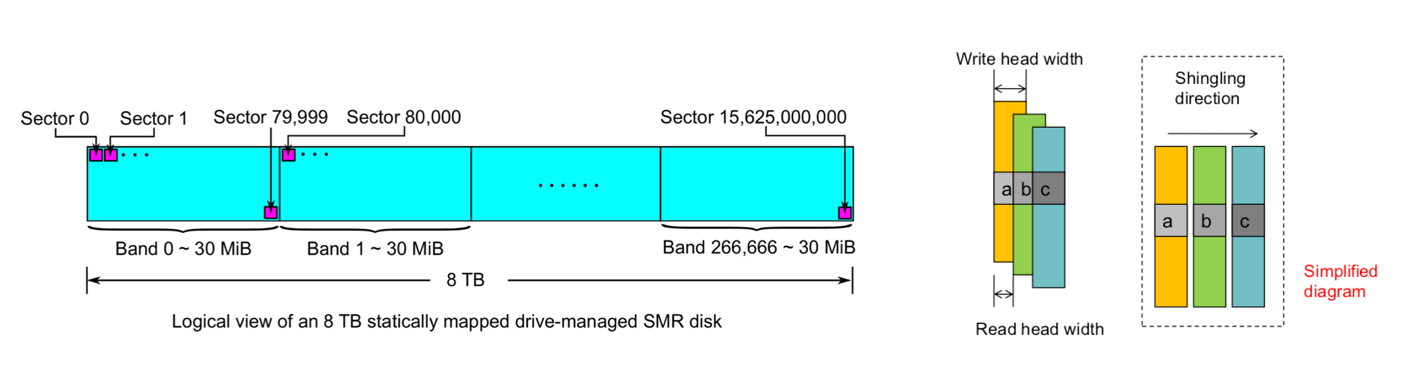 Sector 0
Sector 1
Sector 79,999
Sector 80,000
Sector 15,625,000,000
. . .
. . .
. . . . . .
Band 0 ~ 30 MiB
Band 1 ~ 30 MiB
Band 266,666 ~ 30 MiB
8 TB
Logical view of an 8 TB statically mapped drive-managed SMR disk
Write head width
a b c
Read head width
Shingling
direction
a b c
Simplified
diagram